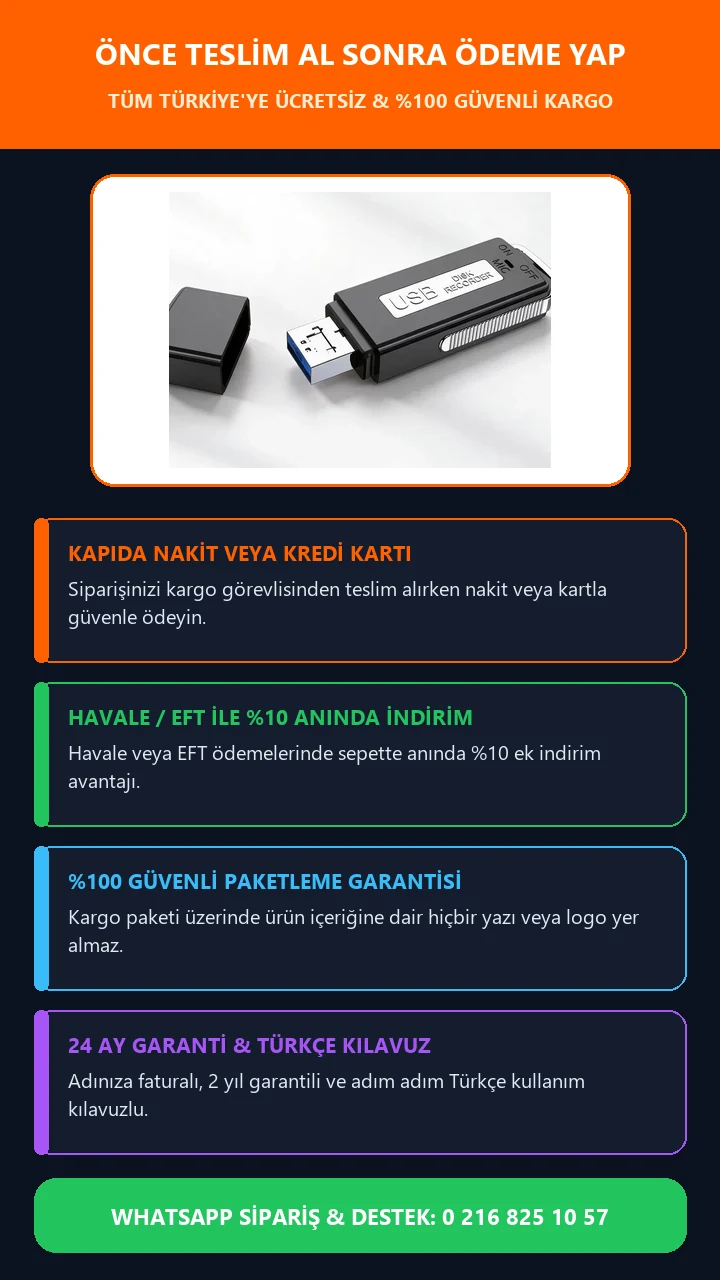 ÖNCE TESLİM AL SONRA ÖDEME YAP
TÜM TÜRKİYE'YE ÜCRETSİZ & %100 GÜVENLİ KARGO
ON
MIC
OFF
USB DISK
RECORDER
KAPIDA NAKİT VEYA KREDİ KARTI
Siparişinizi kargo görevlisinden teslim alırken nakit veya kartla
güvenle ödeyin.
HAVALE / EFT İLE %10 ANINDA İNDİRİM
Havale veya EFT ödemelerinde sepette anında %10 ek indirim
avantajı.
%100 GÜVENLİ PAKETLEME GARANTİSİ
Kargo paketi üzerinde ürün içeriğine dair hiçbir yazı veya logo yer
almaz.
24 AY GARANTİ & TÜRKÇE KILAVUZ
Adınıza faturalı, 2 yıl garantili ve adım adım Türkçe kullanım
kılavuzlu.
WHATSAPP SİPARİŞ & DESTEK: 0 216 825 10 57